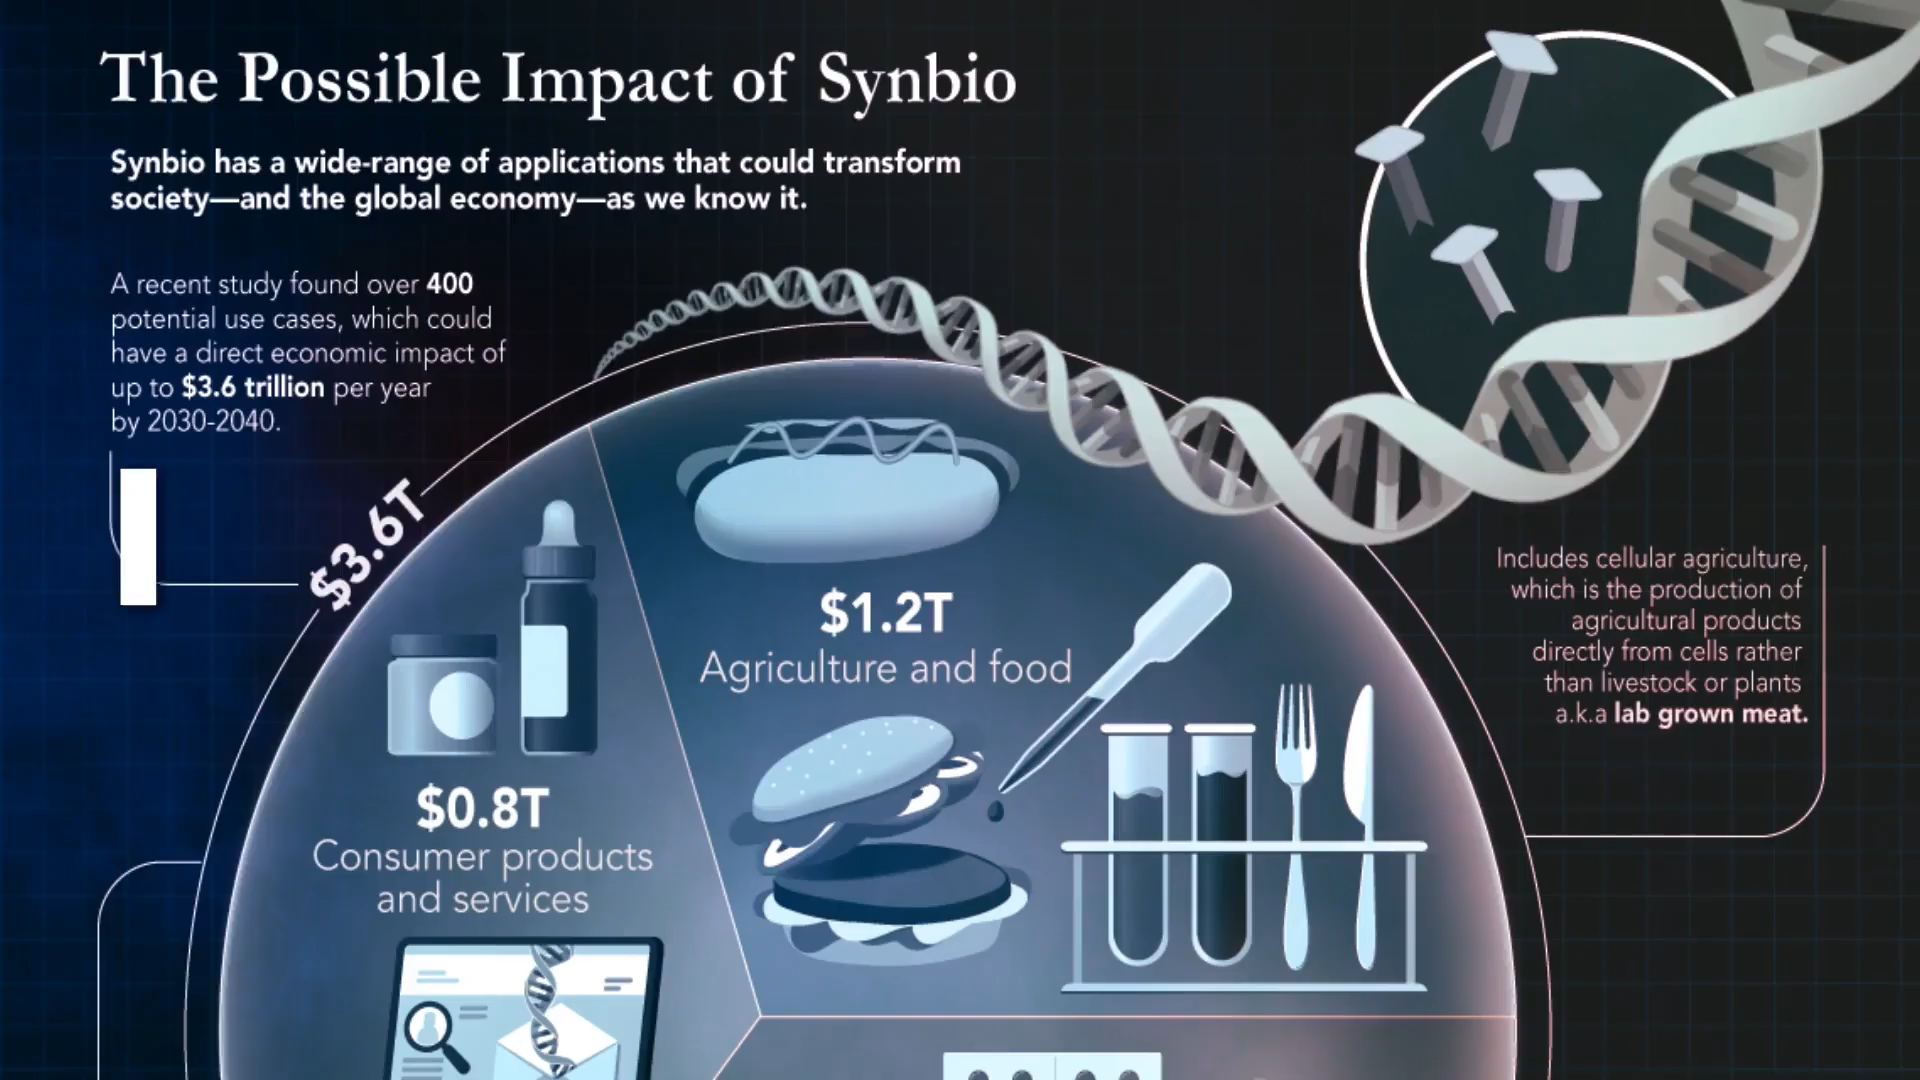 The Possible Impact of Synbio
Synbio has a wide-range of applications that could transform
society—and the global economy—as we know it.
A recent study found over 400
potential use cases, which could
have a direct economic impact of
up to $3.6 trillion per year
by 2030-2040.
$3.6T
$1.2T
Agriculture and food
$0.8T
Consumer products
and services
Includes cellular agriculture,
which is the production of
agricultural products
directly from cells rather
than livestock or plants
a.k.a lab grown meat.